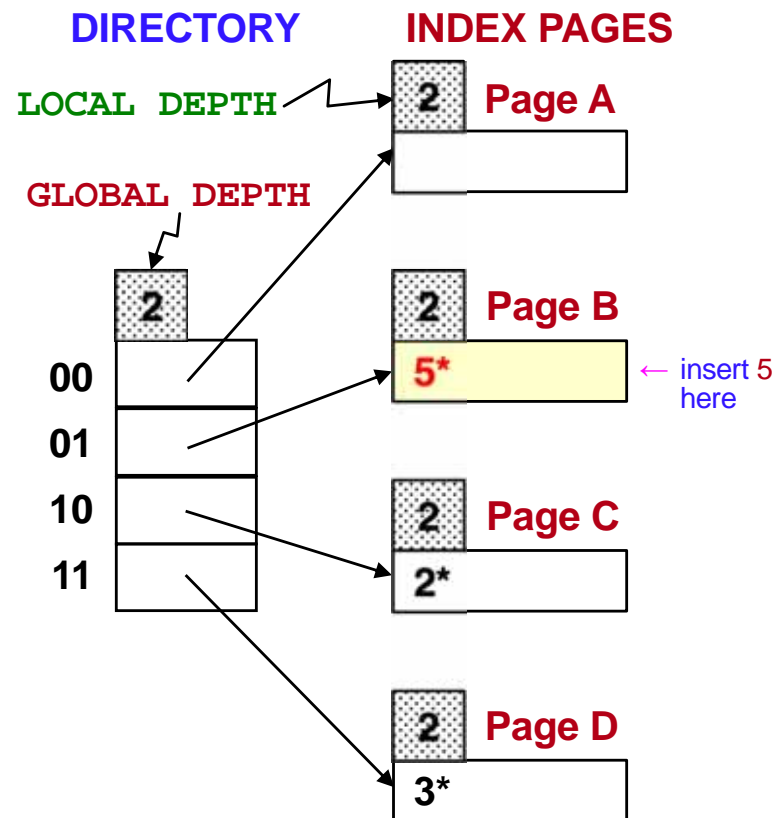 DIRECTORY INDEX PAGES
LOCAL DEPTH
2 Page A
GLOBAL DEPTH
2
2 Page B
00
5*
← insert 5
here
01
10
2 Page C
11
2*
2 Page D
3*